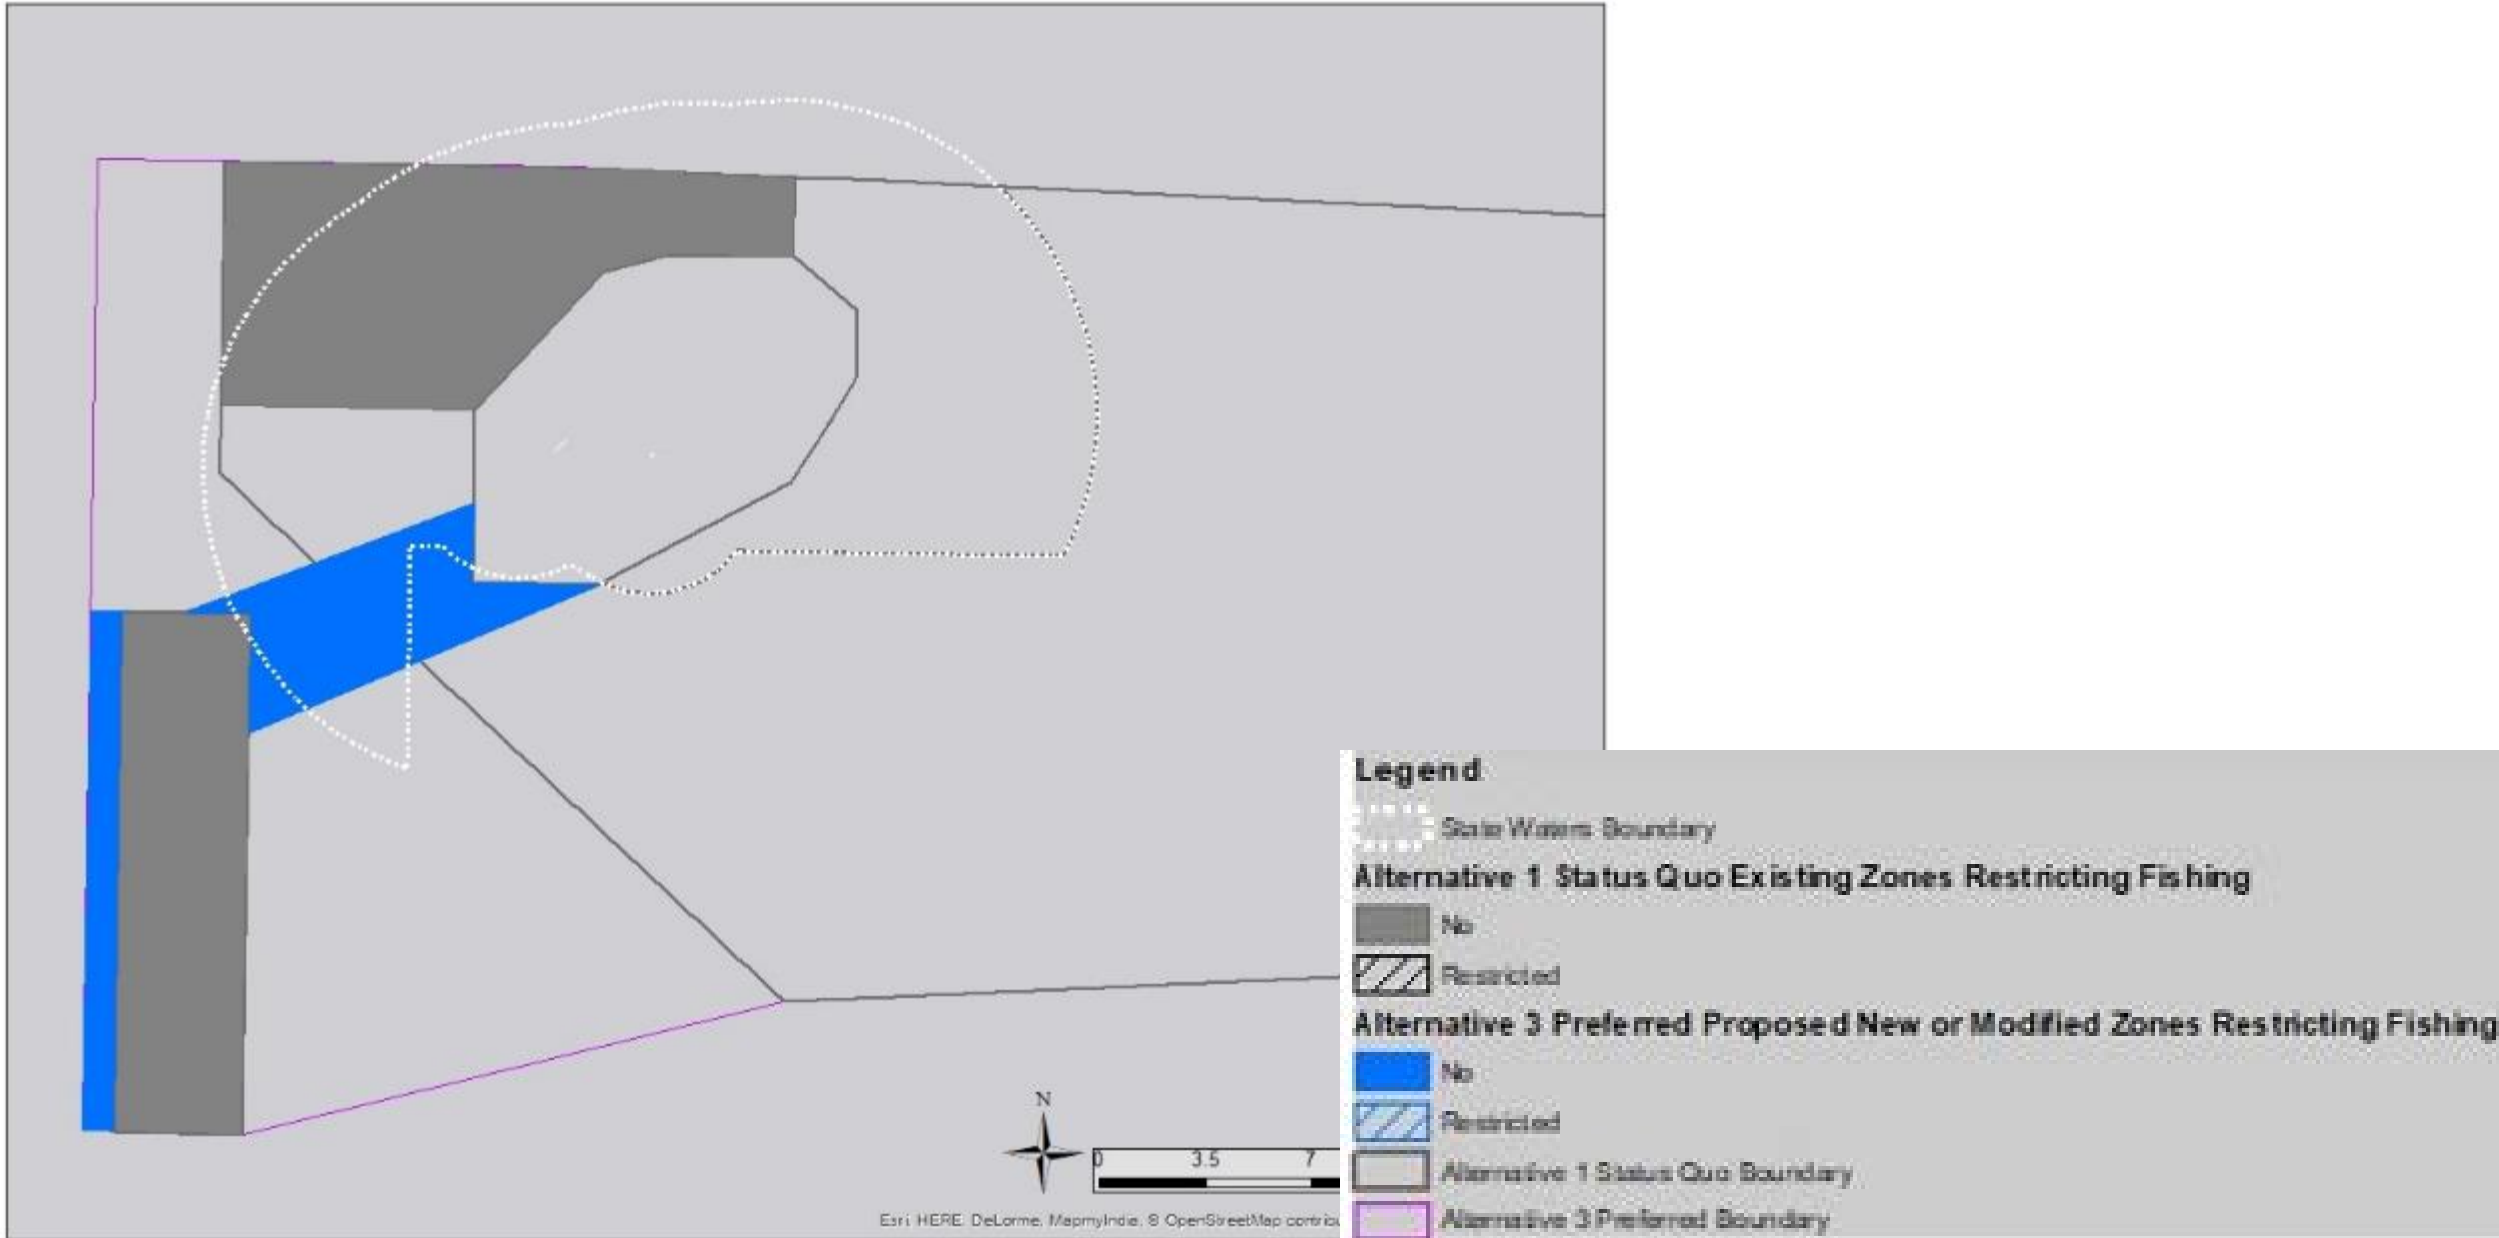 N
0 3.5 7
Esri, HERE, DeLorme, MapmyIndia, © OpenStreetMap contribu
Legend
State Waters Boundary
Alternative 1 Status Quo Existing Zones Restricting Fishing
No
Restricted
Alternative 3 Preferred Proposed New or Modified Zones Restricting Fishing
No
Restricted
Alternative 1 Status Quo Boundary
Alternative 3 Preferred Boundary